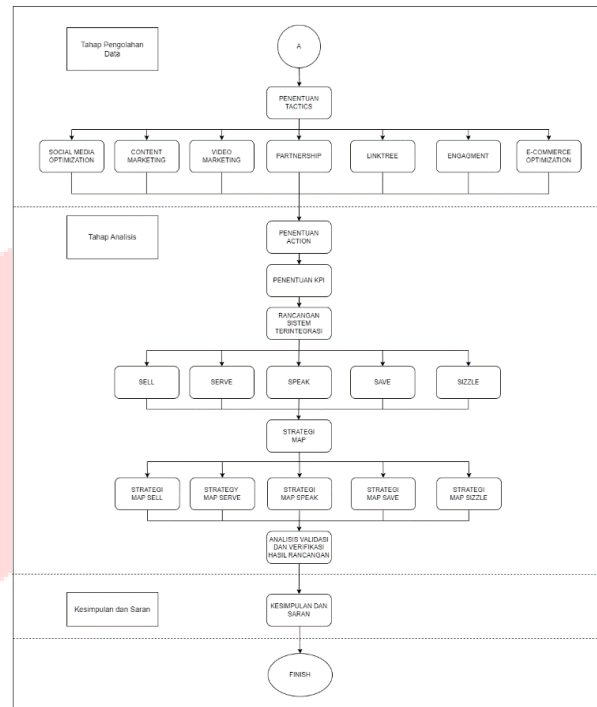 Tahap Pengolahan
Data
A
PENENTUAN
TACTICS
SOCIAL MEDIA
OPTIMIZATION
CONTENT
MARKETING
VIDEO
MARKETING
PARTNERSHIP
LINKTREE
ENGAGMENT
E-COMMERCE
OPTIMIZATION
Tahap Analisis
PENENTUAN
ACTION
PENENTUAN KPI
RANCANGAN
SISTEM
TERINTEGRASI
SELL
SERVE
SPEAK
SAVE
SIZZLE
STRATEGI
MAP
STRATEGI
MAP SELL
STRATEGY
MAP SERVE
STRATEGI
MAP SPEAK
STRATEGI
MAP SAVE
STRATEGI
MAP SIZZLE
ANALISIS VALIDASI
DAN VERIFIKASI
HASIL RANCANGAN
Kesimpulan dan Saran
KESIMPULAN DAN
SARAN
FINISH